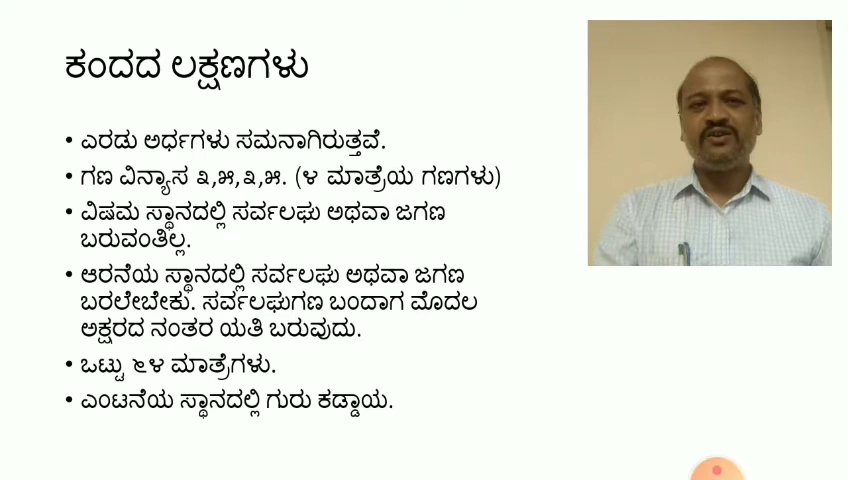 ಕಂದದ ಲಕ್ಷಣಗಳು
• ಎರಡು ಅರ್ಧಗಳು ಸಮನಾಗಿರುತ್ತವೆ.
• ಗಣ ವಿನ್ಯಾಸ ೩,೫,೩,೫. (೪ ಮಾತ್ರೆಯ ಗಣಗಳು)
• ವಿಷಮ ಸ್ಥಾನದಲ್ಲಿ ಸರ್ವಲಘು ಅಥವಾ ಜಗಣ
ಬರುವಂತಿಲ್ಲ.
• ಆರನೆಯ ಸ್ಥಾನದಲ್ಲಿ ಸರ್ವಲಘು ಅಥವಾ ಜಗಣ
ಬರಲೇಬೇಕು. ಸರ್ವಲಘುಗಣ ಬಂದಾಗ ಮೊದಲ
ಅಕ್ಷರದ ನಂತರ ಯತಿ ಬರುವುದು.
• ಒಟ್ಟು ೬೪ ಮಾತ್ರೆಗಳು.
• ಎಂಟನೆಯ ಸ್ಥಾನದಲ್ಲಿ ಗುರು ಕಡ್ಡಾಯ.